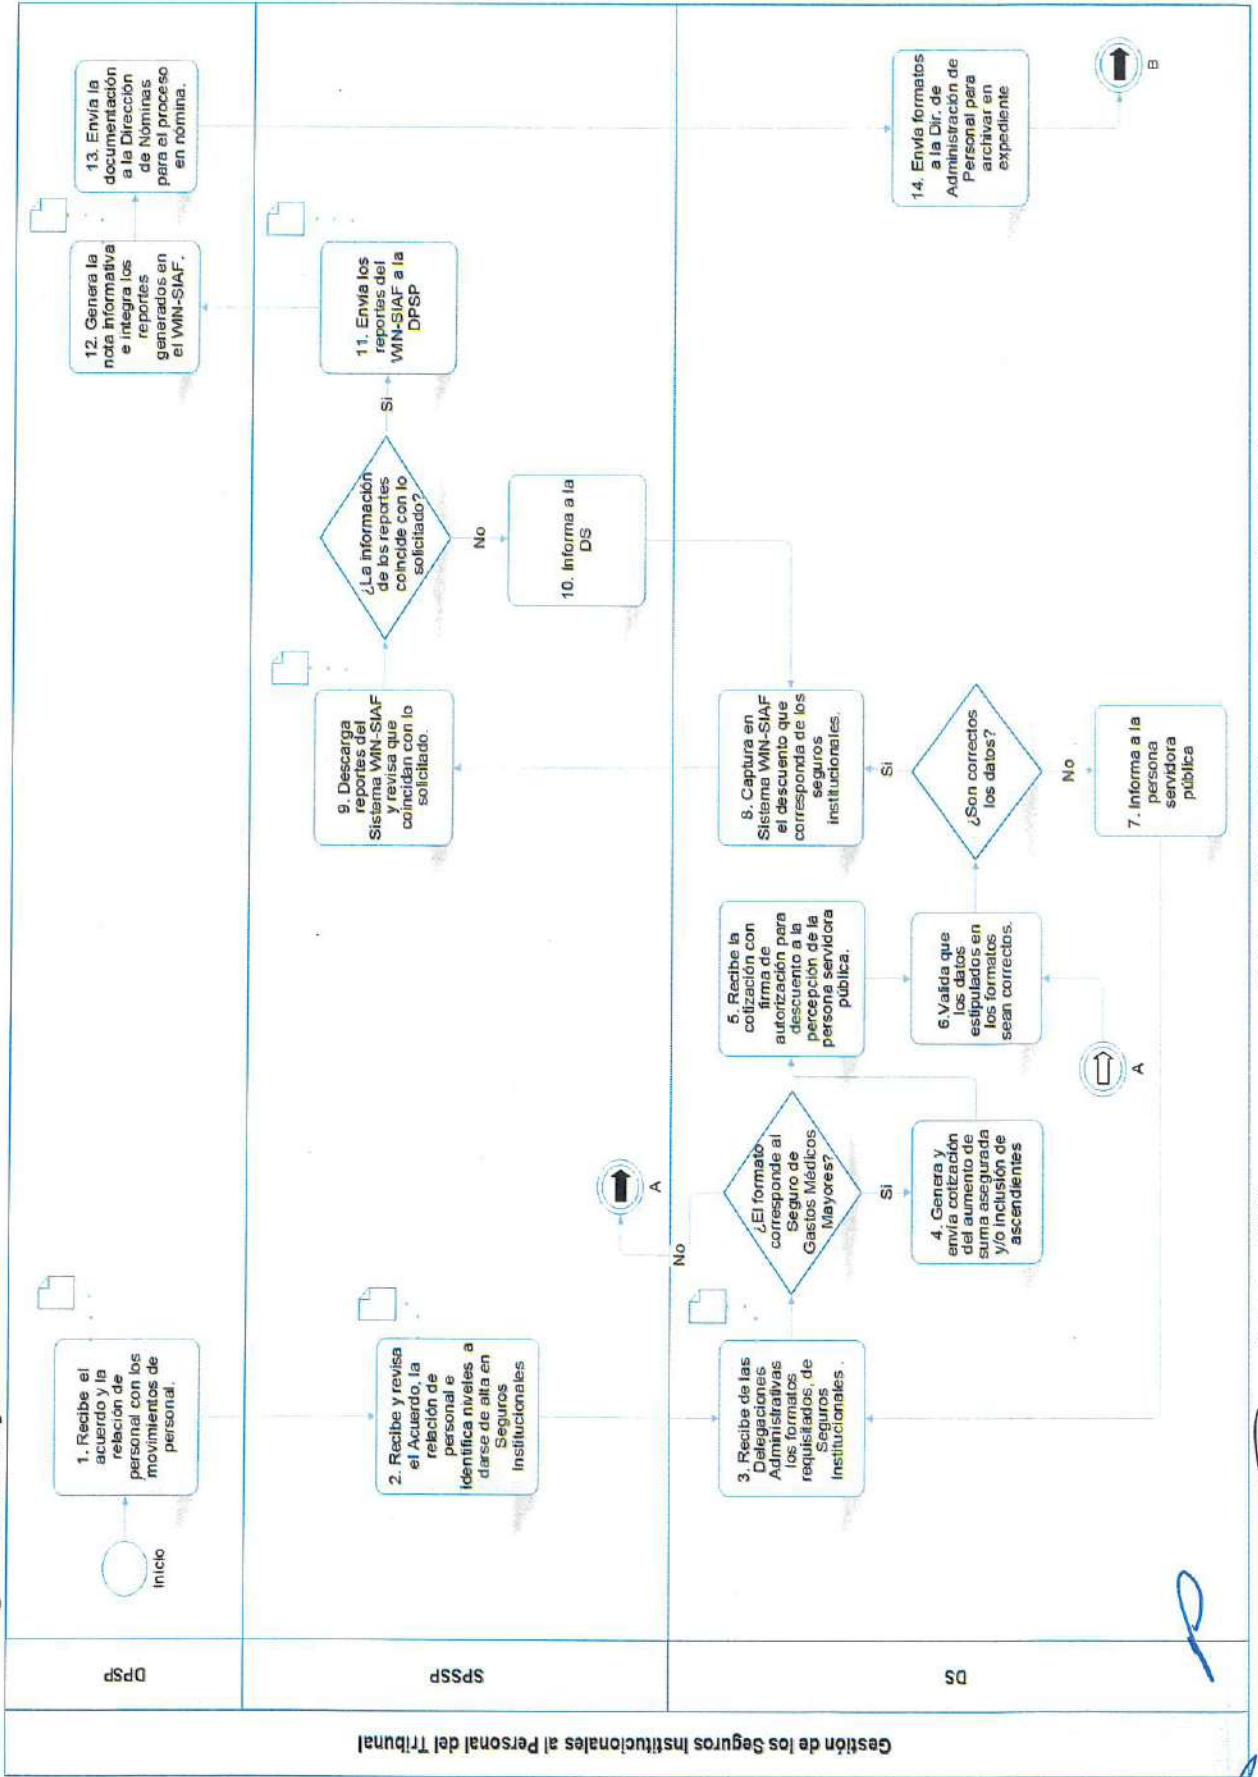 Gestión de los Seguros Institucionales al Personal del Tribunal
DPSP
Inicio
1. Recibe el
acuerdo y la
relación de
personal con los
movimientos de
personal.
12. Genera la
nota informativa
e integra los
reportes
generados en
el WIN-SIAF.
13. Envía la
documentación
a la Dirección
de Nóminas
para el proceso
en nómina.
SPSSP
2. Recibe y revisa
el Acuerdo, la
relación de
personal e
identifica niveles a
darse de alta en
Seguros
Institucionales
A
9. Descarga
reportes del
Sistema WIN-SIAF
y revisa que
coincidan con lo
solicitado.
¿La información
de los reportes
coincide con lo
solicitado?
Si
No
10. Informa a la
DS
11. Envía los
reportes del
WIN-SIAF a la
DPSP
DS
3. Recibe de las
Delegaciones
Administrativas
los formatos
requisitados, de
Seguros
Institucionales .
No
¿El formato
corresponde al
Seguro de
Gastos Médicos
Mayores?
Si
4. Genera y
envía cotización
del aumento de
suma asegurada
y/o inclusión de
ascendientes
5. Recibe la
cotización con
firma de
autorización para
descuento a la
percepción de la
persona servidora
pública.
A
6.Valida que
los datos
estipulados en
los formatos
sean correctos.
¿Son correctos
los datos?
Si
No
7. Informa a la
persona
servidora
pública
8. Captura en
Sistema WIN-SIAF
el descuento que
corresponda de los
seguros
institucionales.
14. Envía formatos
a la Dir. de
Administración de
Personal para
archivar en
expediente
B